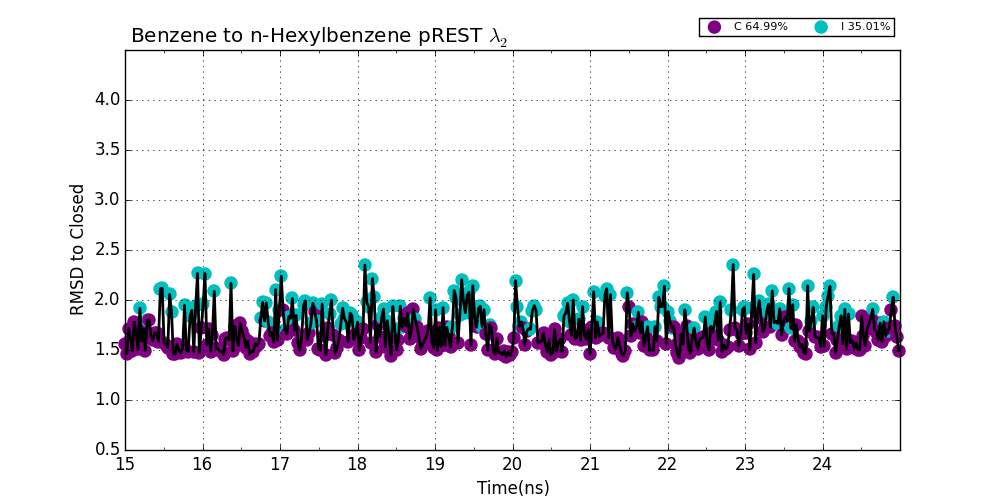 Benzene to n-Hexylbenzene pREST λ₂
C 64.99%
I 35.01%
RMSD to Closed
4.0
3.5
3.0
2.5
2.0
1.5
1.0
0.5
15 16 17 18 19 20 21 22 23 24
Time(ns)